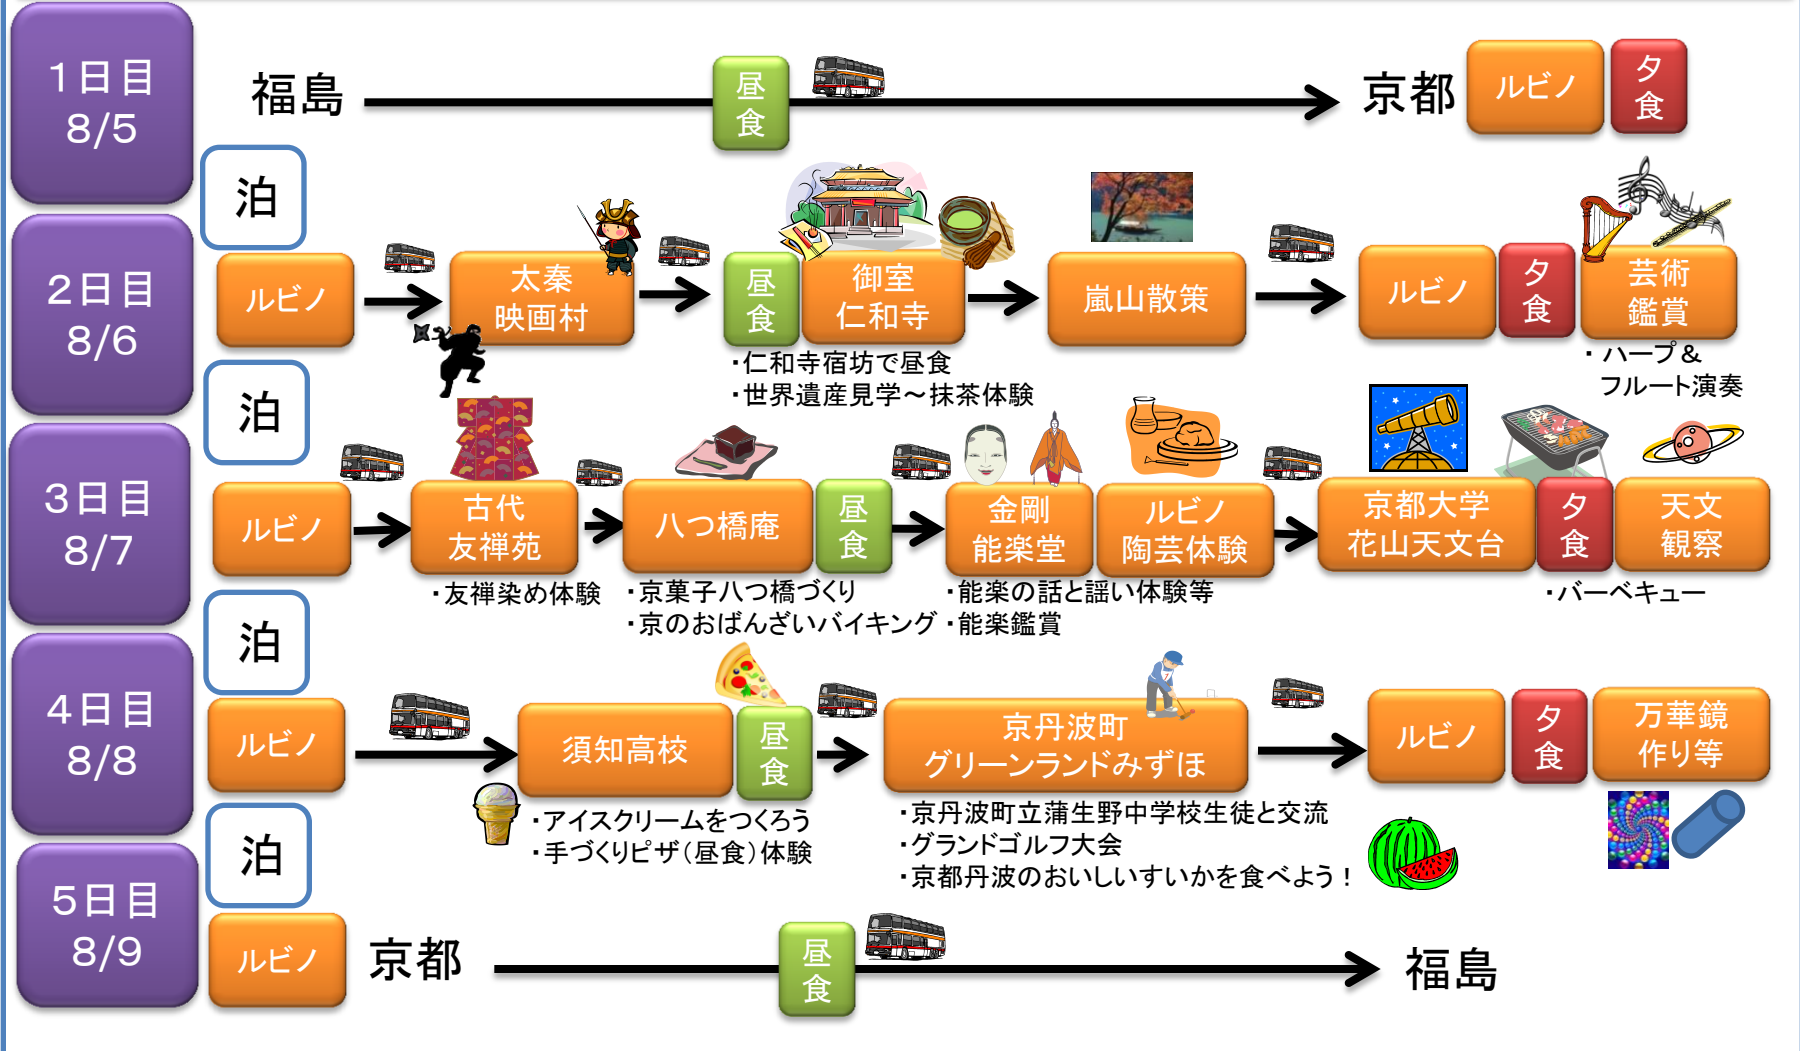 1日目
8/5
福島
昼
食
京都
ルビノ
夕
食
泊
2日目
8/6
ルビノ
太秦
映画村
昼
食
御室
仁和寺
・仁和寺宿坊で昼食
・世界遺産見学～抹茶体験
嵐山散策
ルビノ
夕
食
芸術
鑑賞
・ハープ＆
フルート演奏
泊
3日目
8/7
ルビノ
古代
友禅苑
・友禅染め体験
八つ橋庵
昼
食
・京菓子八つ橋づくり
・京のおばんざいバイキング
金剛
能楽堂
・能楽の話と謡い体験等
・能楽鑑賞
ルビノ
陶芸体験
京都大学
花山天文台
夕
食
・バーベキュー
天文
観察
泊
4日目
8/8
ルビノ
須知高校
昼
食
・アイスクリームをつくろう
・手づくりピザ（昼食）体験
京丹波町
グリーンランドみずほ
・京丹波町立蒲生野中学校生徒と交流
・グランドゴルフ大会
・京都丹波のおいしいすいかを食べよう！
ルビノ
夕
食
万華鏡
作り等
泊
5日目
8/9
ルビノ
京都
昼
食
福島